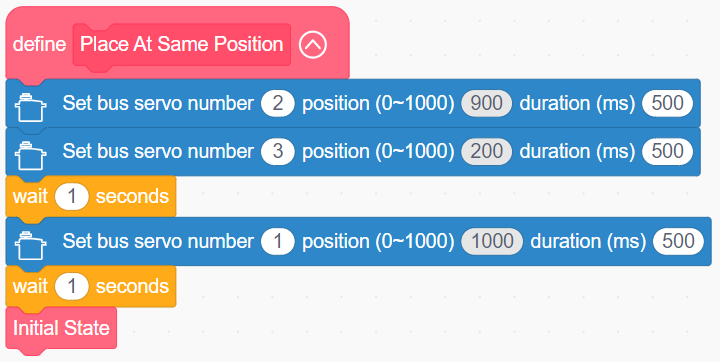 define Place At Same Position
Set bus servo number 2 position (0~1000) 900 duration (ms) 500
Set bus servo number 3 position (0~1000) 200 duration (ms) 500
wait 1 seconds
Set bus servo number 1 position (0~1000) 1000 duration (ms) 500
wait 1 seconds
Initial State